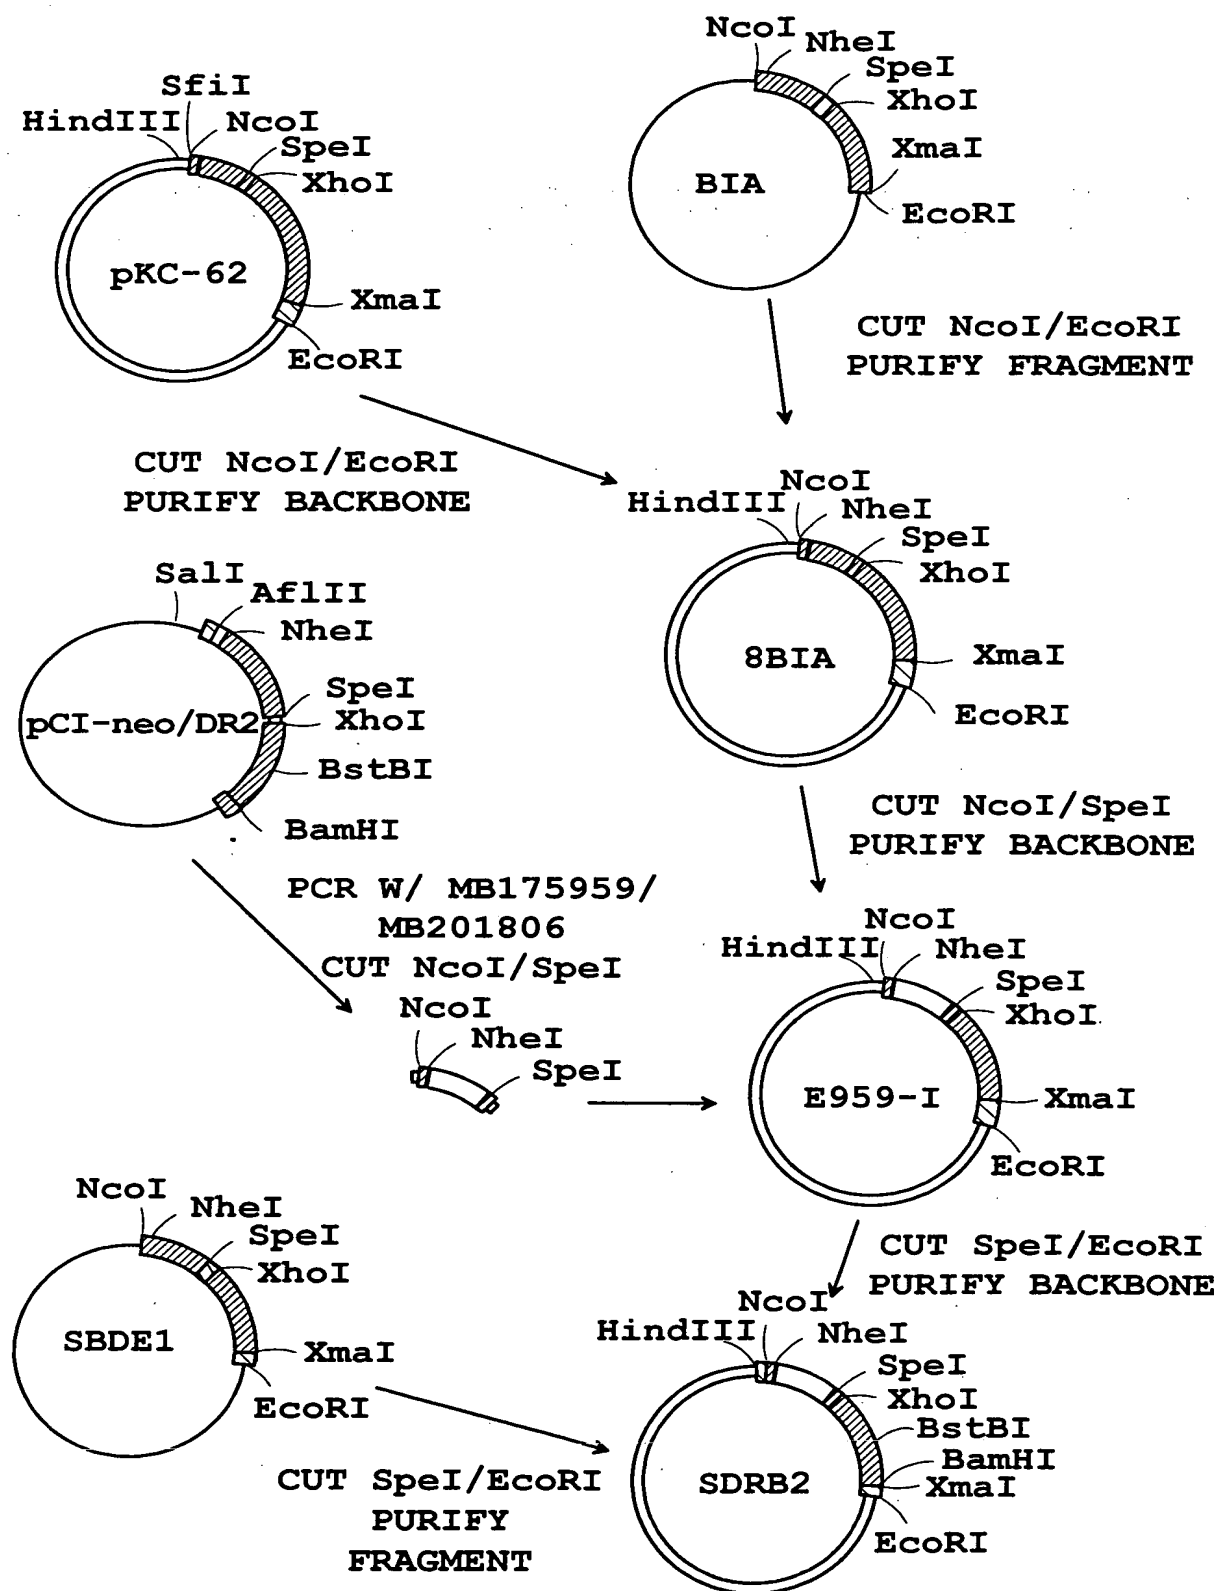 SfiI
HindIII
NcoI
SpeI
XhoI
pKC-62
XmaI
EcoRI
NcoI
NheI
SpeI
XhoI
XmaI
BIA
EcoRI
CUT NcoI/EcoRI
PURIFY FRAGMENT
CUT NcoI/EcoRI
PURIFY BACKBONE
NcoI
HindIII
NheI
SpeI
XhoI
8BIA
XmaI
EcoRI
SalI
AflII
NheI
SpeI
pCI-neo/DR2
XhoI
BstBI
BamHI
CUT NcoI/SpeI
PURIFY BACKBONE
PCR W/ MB175959/
MB201806
CUT NcoI/SpeI
NcoI
NheI
SpeI
NcoI
HindIII
NheI
SpeI
XhoI
E959-I
XmaI
EcoRI
NcoI
NheI
SpeI
XhoI
SBDE1
XmaI
EcoRI
CUT SpeI/EcoRI
PURIFY BACKBONE
CUT SpeI/EcoRI
PURIFY
FRAGMENT
NcoI
HindIII
NheI
SpeI
XhoI
BstBI
BamHI
SDRB2
XmaI
EcoRI